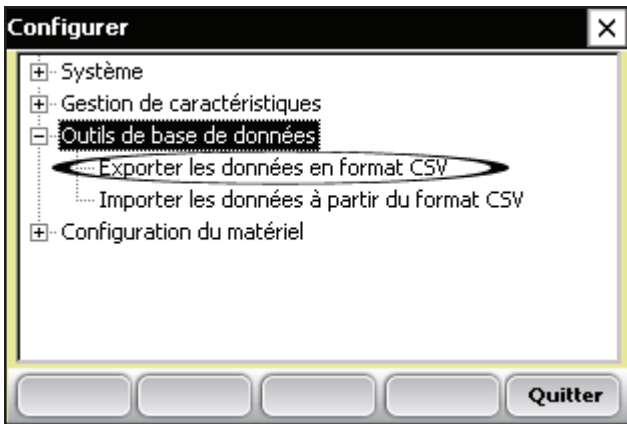 Configurer
Système
Gestion de caractéristiques
Outils de base de données
Exporter les données en format CSV
Importer les données à partir du format CSV
Configuration du matériel
Quitter